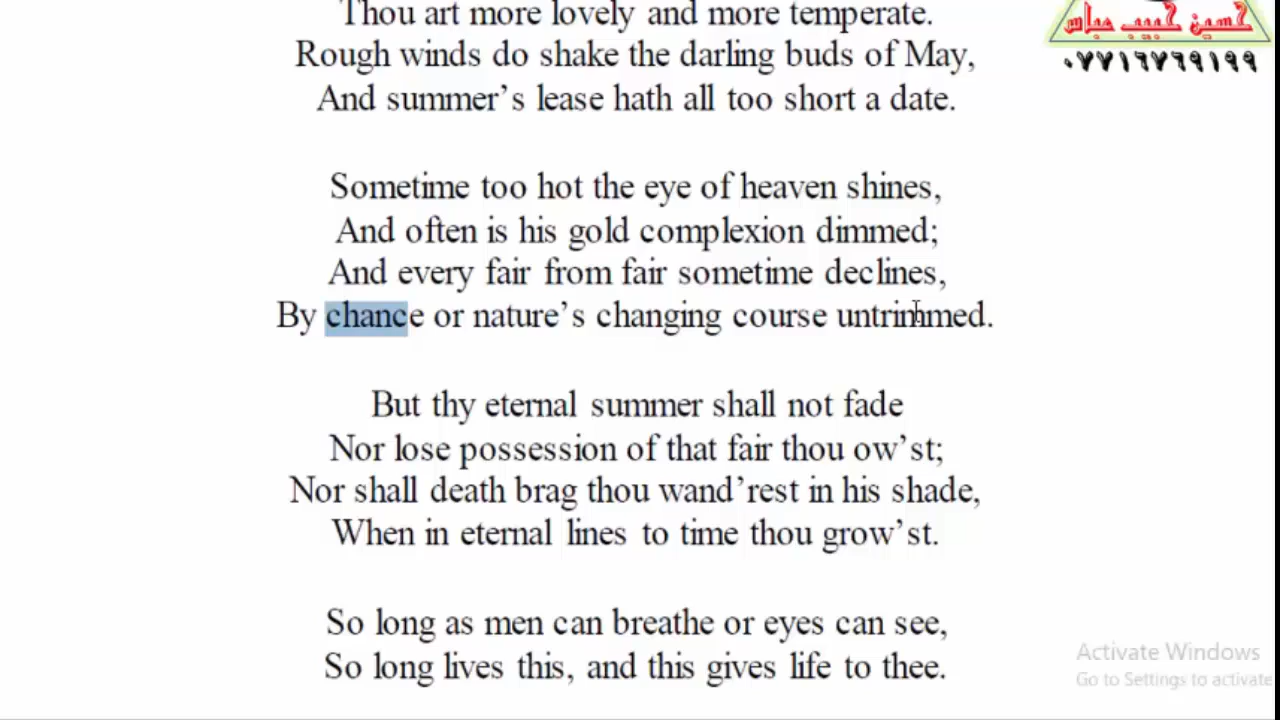 Thou art more lovely and more temperate.
Rough winds do shake the darling buds of May,
And summer’s lease hath all too short a date.
Sometime too hot the eye of heaven shines,
And often is his gold complexion dimmed;
And every fair from fair sometime declines,
By chance or nature’s changing course untrimmed.
But thy eternal summer shall not fade
Nor lose possession of that fair thou ow’st;
Nor shall death brag thou wand’rest in his shade,
When in eternal lines to time thou grow’st.
So long as men can breathe or eyes can see,
So long lives this, and this gives life to thee.
حسين حبيب عباس
٠٧٧١٦٧٦٩١٩٩
Activate Windows
Go to Settings to activate